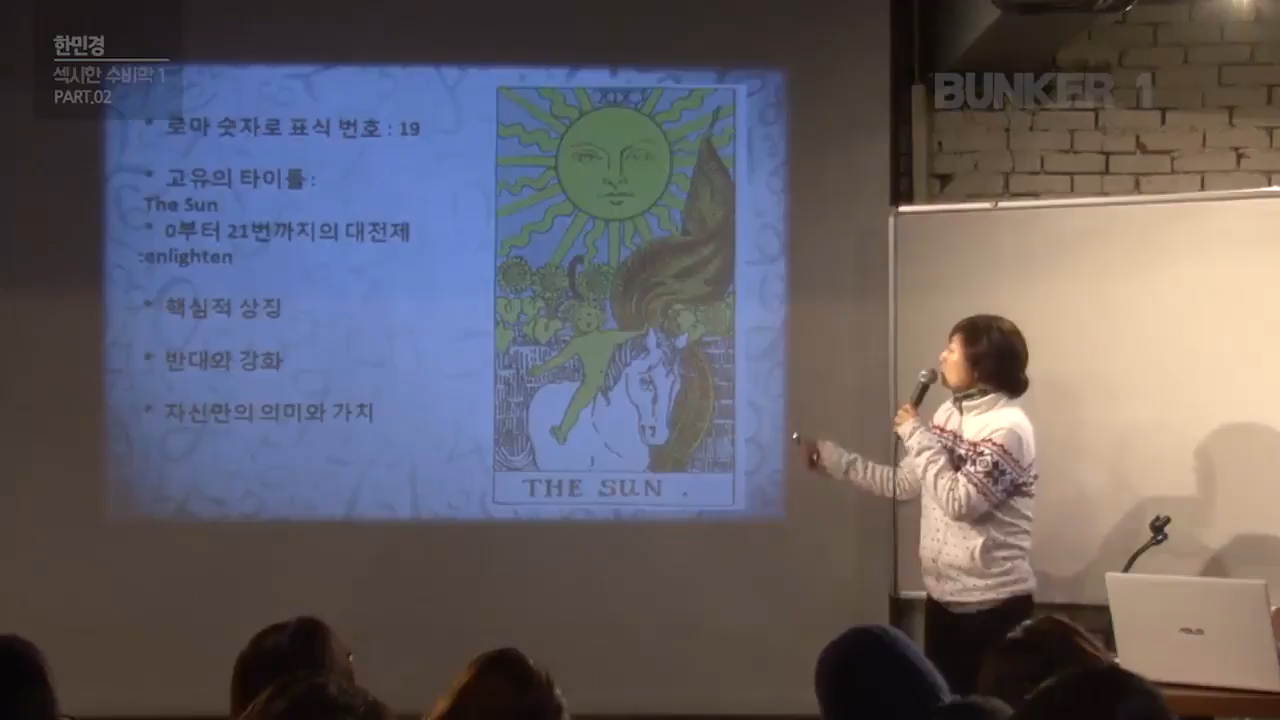 한민경
섹시한 수비학 1
PART.02
BUNKER 1
* 로마 숫자로 표식 번호 : 19
* 고유의 타이틀 :
The Sun
* 0부터 21번까지의 대전제
:enlighten
* 핵심적 상징
* 반대와 강화
* 자신만의 의미와 가치
XIX
THE SUN .
ASUS